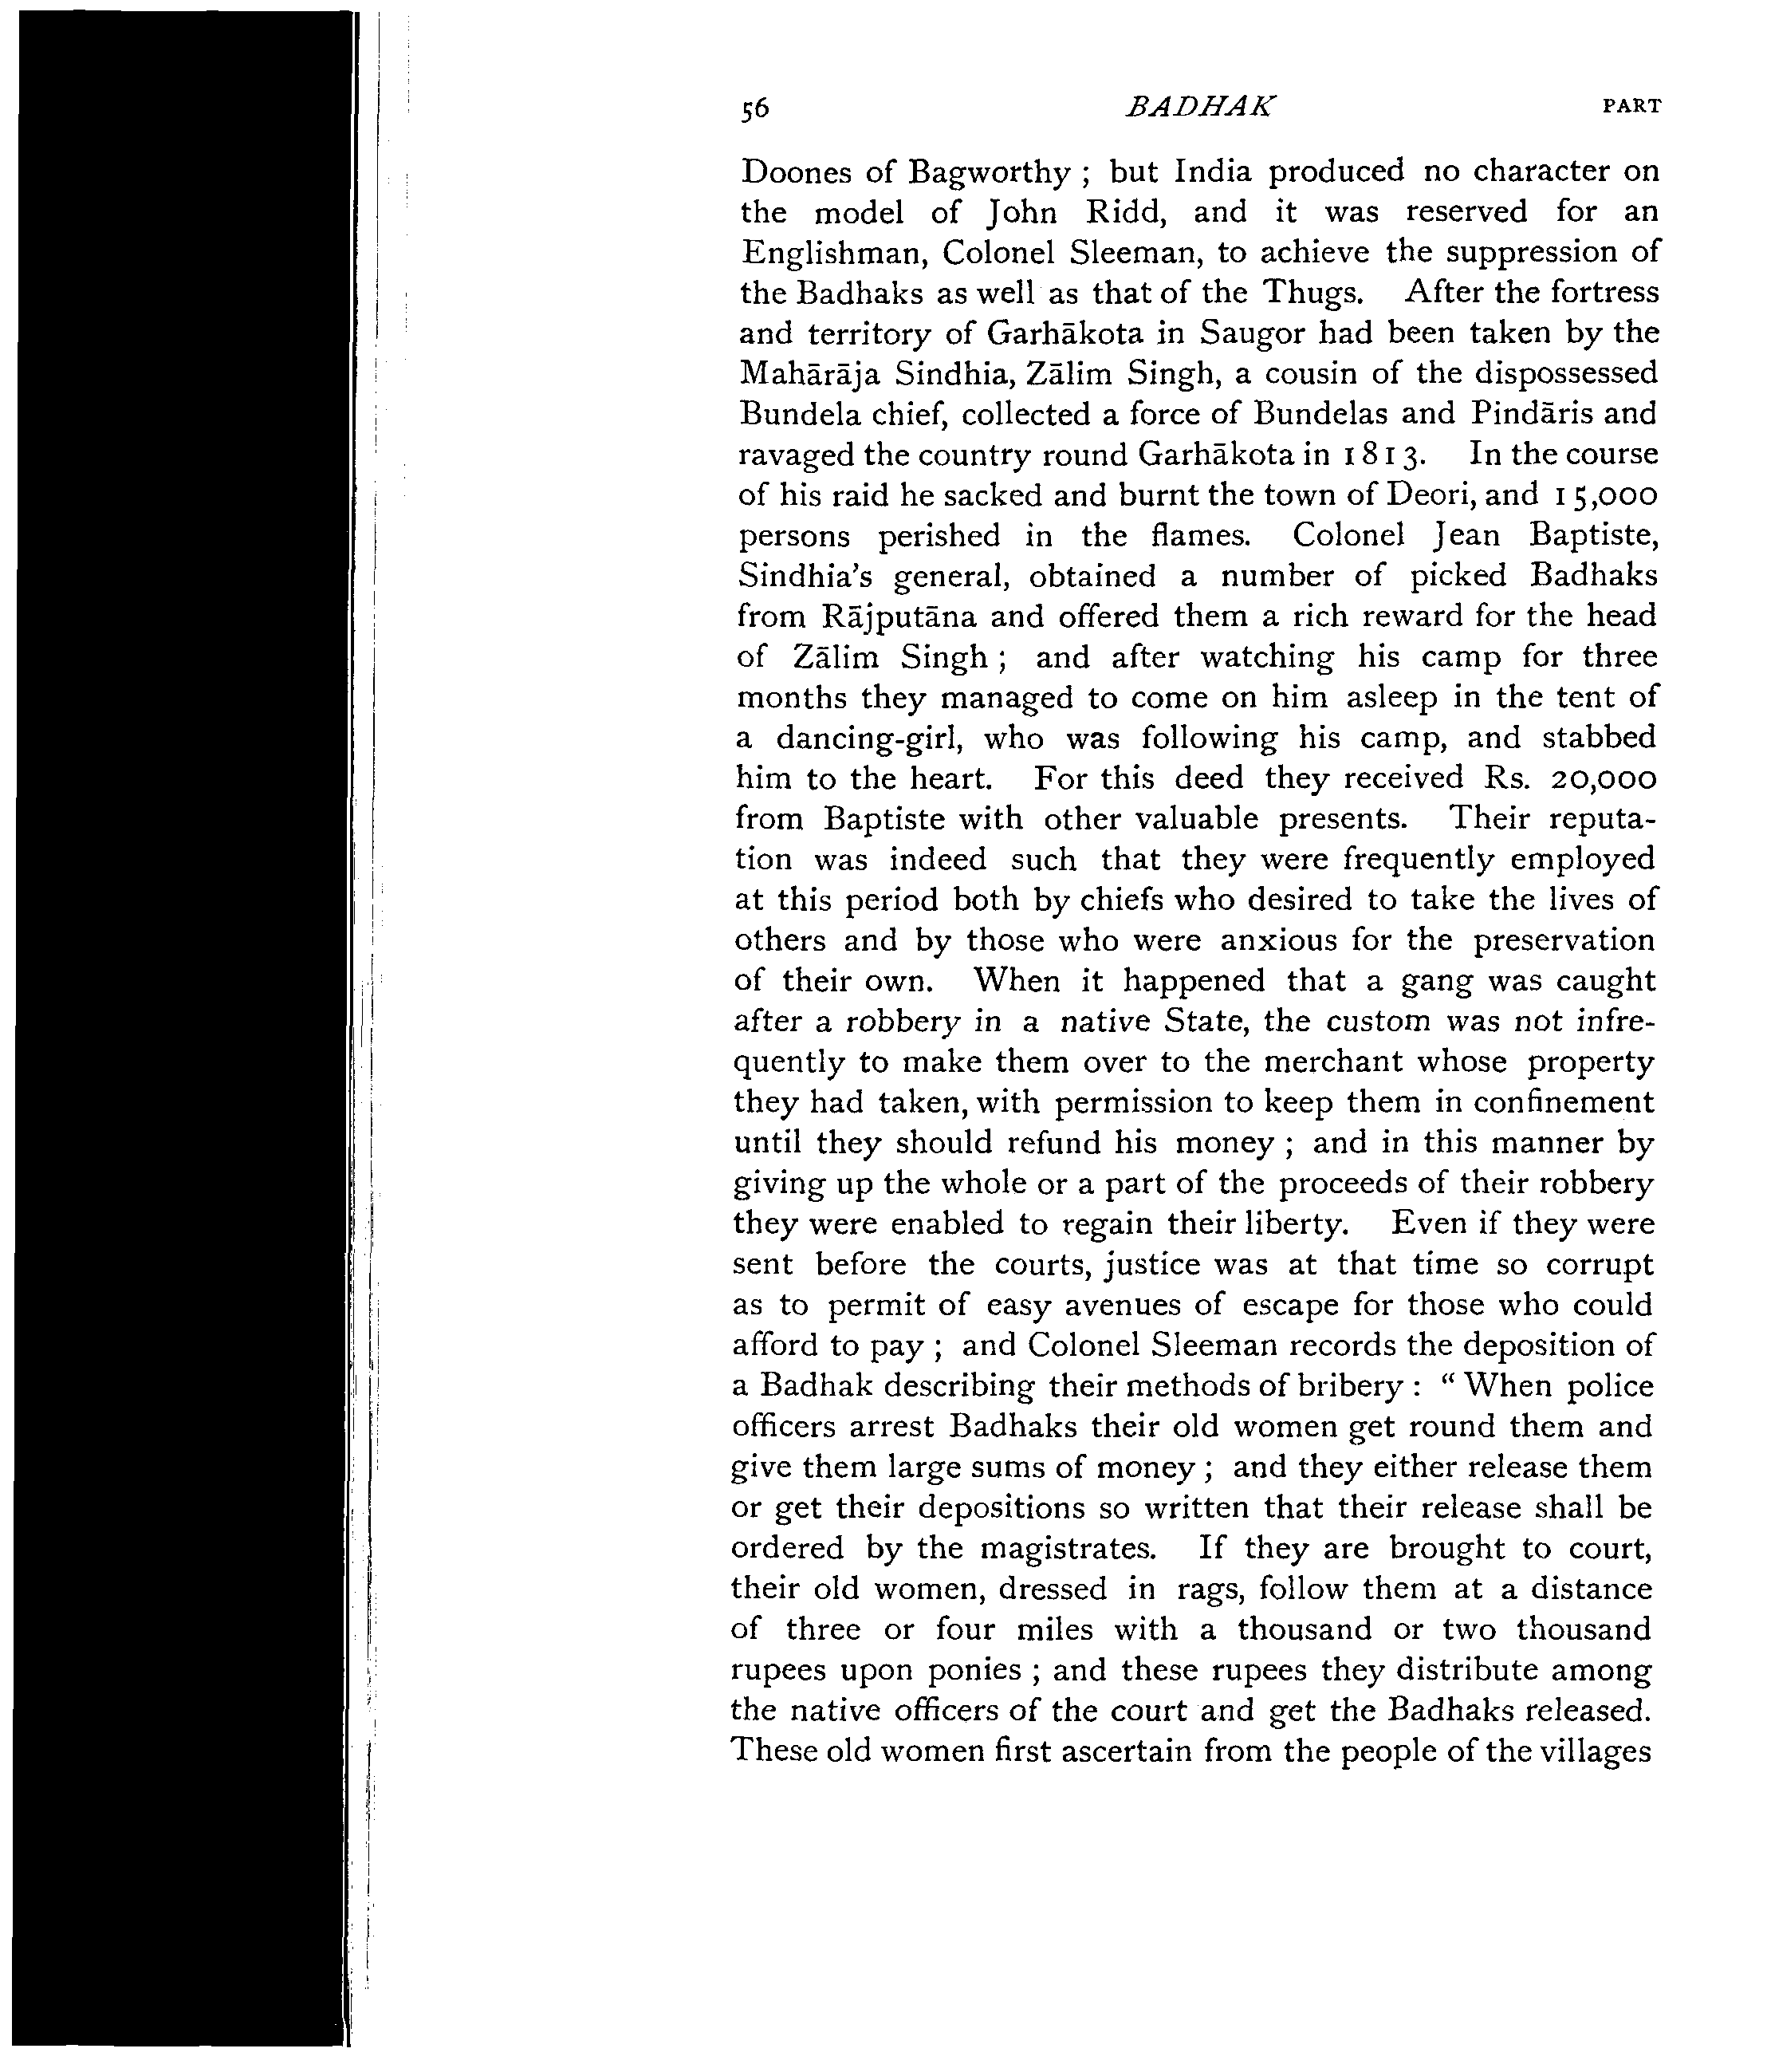 56 BADHAK PART
Doones of Bagworthy ; but India produced no character on
the model of John Ridd, and it was reserved for an
Englishman, Colonel Sleeman, to achieve the suppression of
the Badhaks as well as that of the Thugs. After the fortress
and territory of Garhākota in Saugor had been taken by the
Mahārāja Sindhia, Zālim Singh, a cousin of the dispossessed
Bundela chief, collected a force of Bundelas and Pindāris and
ravaged the country round Garhākota in 1813. In the course
of his raid he sacked and burnt the town of Deori, and 15,000
persons perished in the flames. Colonel Jean Baptiste,
Sindhia's general, obtained a number of picked Badhaks
from Rājputāna and offered them a rich reward for the head
of Zālim Singh ; and after watching his camp for three
months they managed to come on him asleep in the tent of
a dancing-girl, who was following his camp, and stabbed
him to the heart. For this deed they received Rs. 20,000
from Baptiste with other valuable presents. Their reputa-
tion was indeed such that they were frequently employed
at this period both by chiefs who desired to take the lives of
others and by those who were anxious for the preservation
of their own. When it happened that a gang was caught
after a robbery in a native State, the custom was not infre-
quently to make them over to the merchant whose property
they had taken, with permission to keep them in confinement
until they should refund his money ; and in this manner by
giving up the whole or a part of the proceeds of their robbery
they were enabled to regain their liberty. Even if they were
sent before the courts, justice was at that time so corrupt
as to permit of easy avenues of escape for those who could
afford to pay ; and Colonel Sleeman records the deposition of
a Badhak describing their methods of bribery : “ When police
officers arrest Badhaks their old women get round them and
give them large sums of money ; and they either release them
or get their depositions so written that their release shall be
ordered by the magistrates. If they are brought to court,
their old women, dressed in rags, follow them at a distance
of three or four miles with a thousand or two thousand
rupees upon ponies ; and these rupees they distribute among
the native officers of the court and get the Badhaks released.
These old women first ascertain from the people of the villages